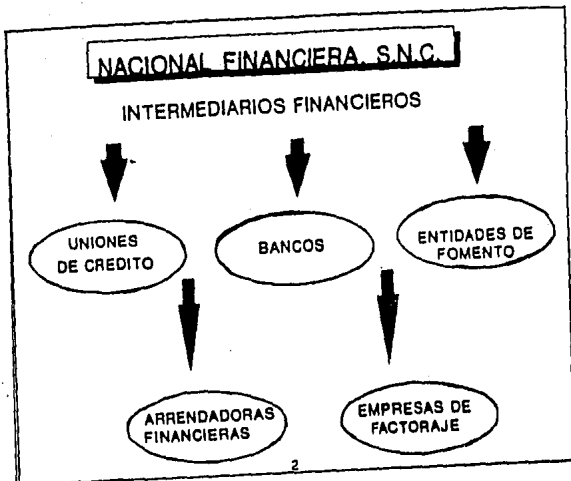 NACIONAL FINANCIERA, S.N.C.
INTERMEDIARIOS FINANCIEROS
UNIONES
DE CREDITO
BANCOS
ENTIDADES DE
FOMENTO
ARRENDADORAS
FINANCIERAS
EMPRESAS DE
FACTORAJE
2